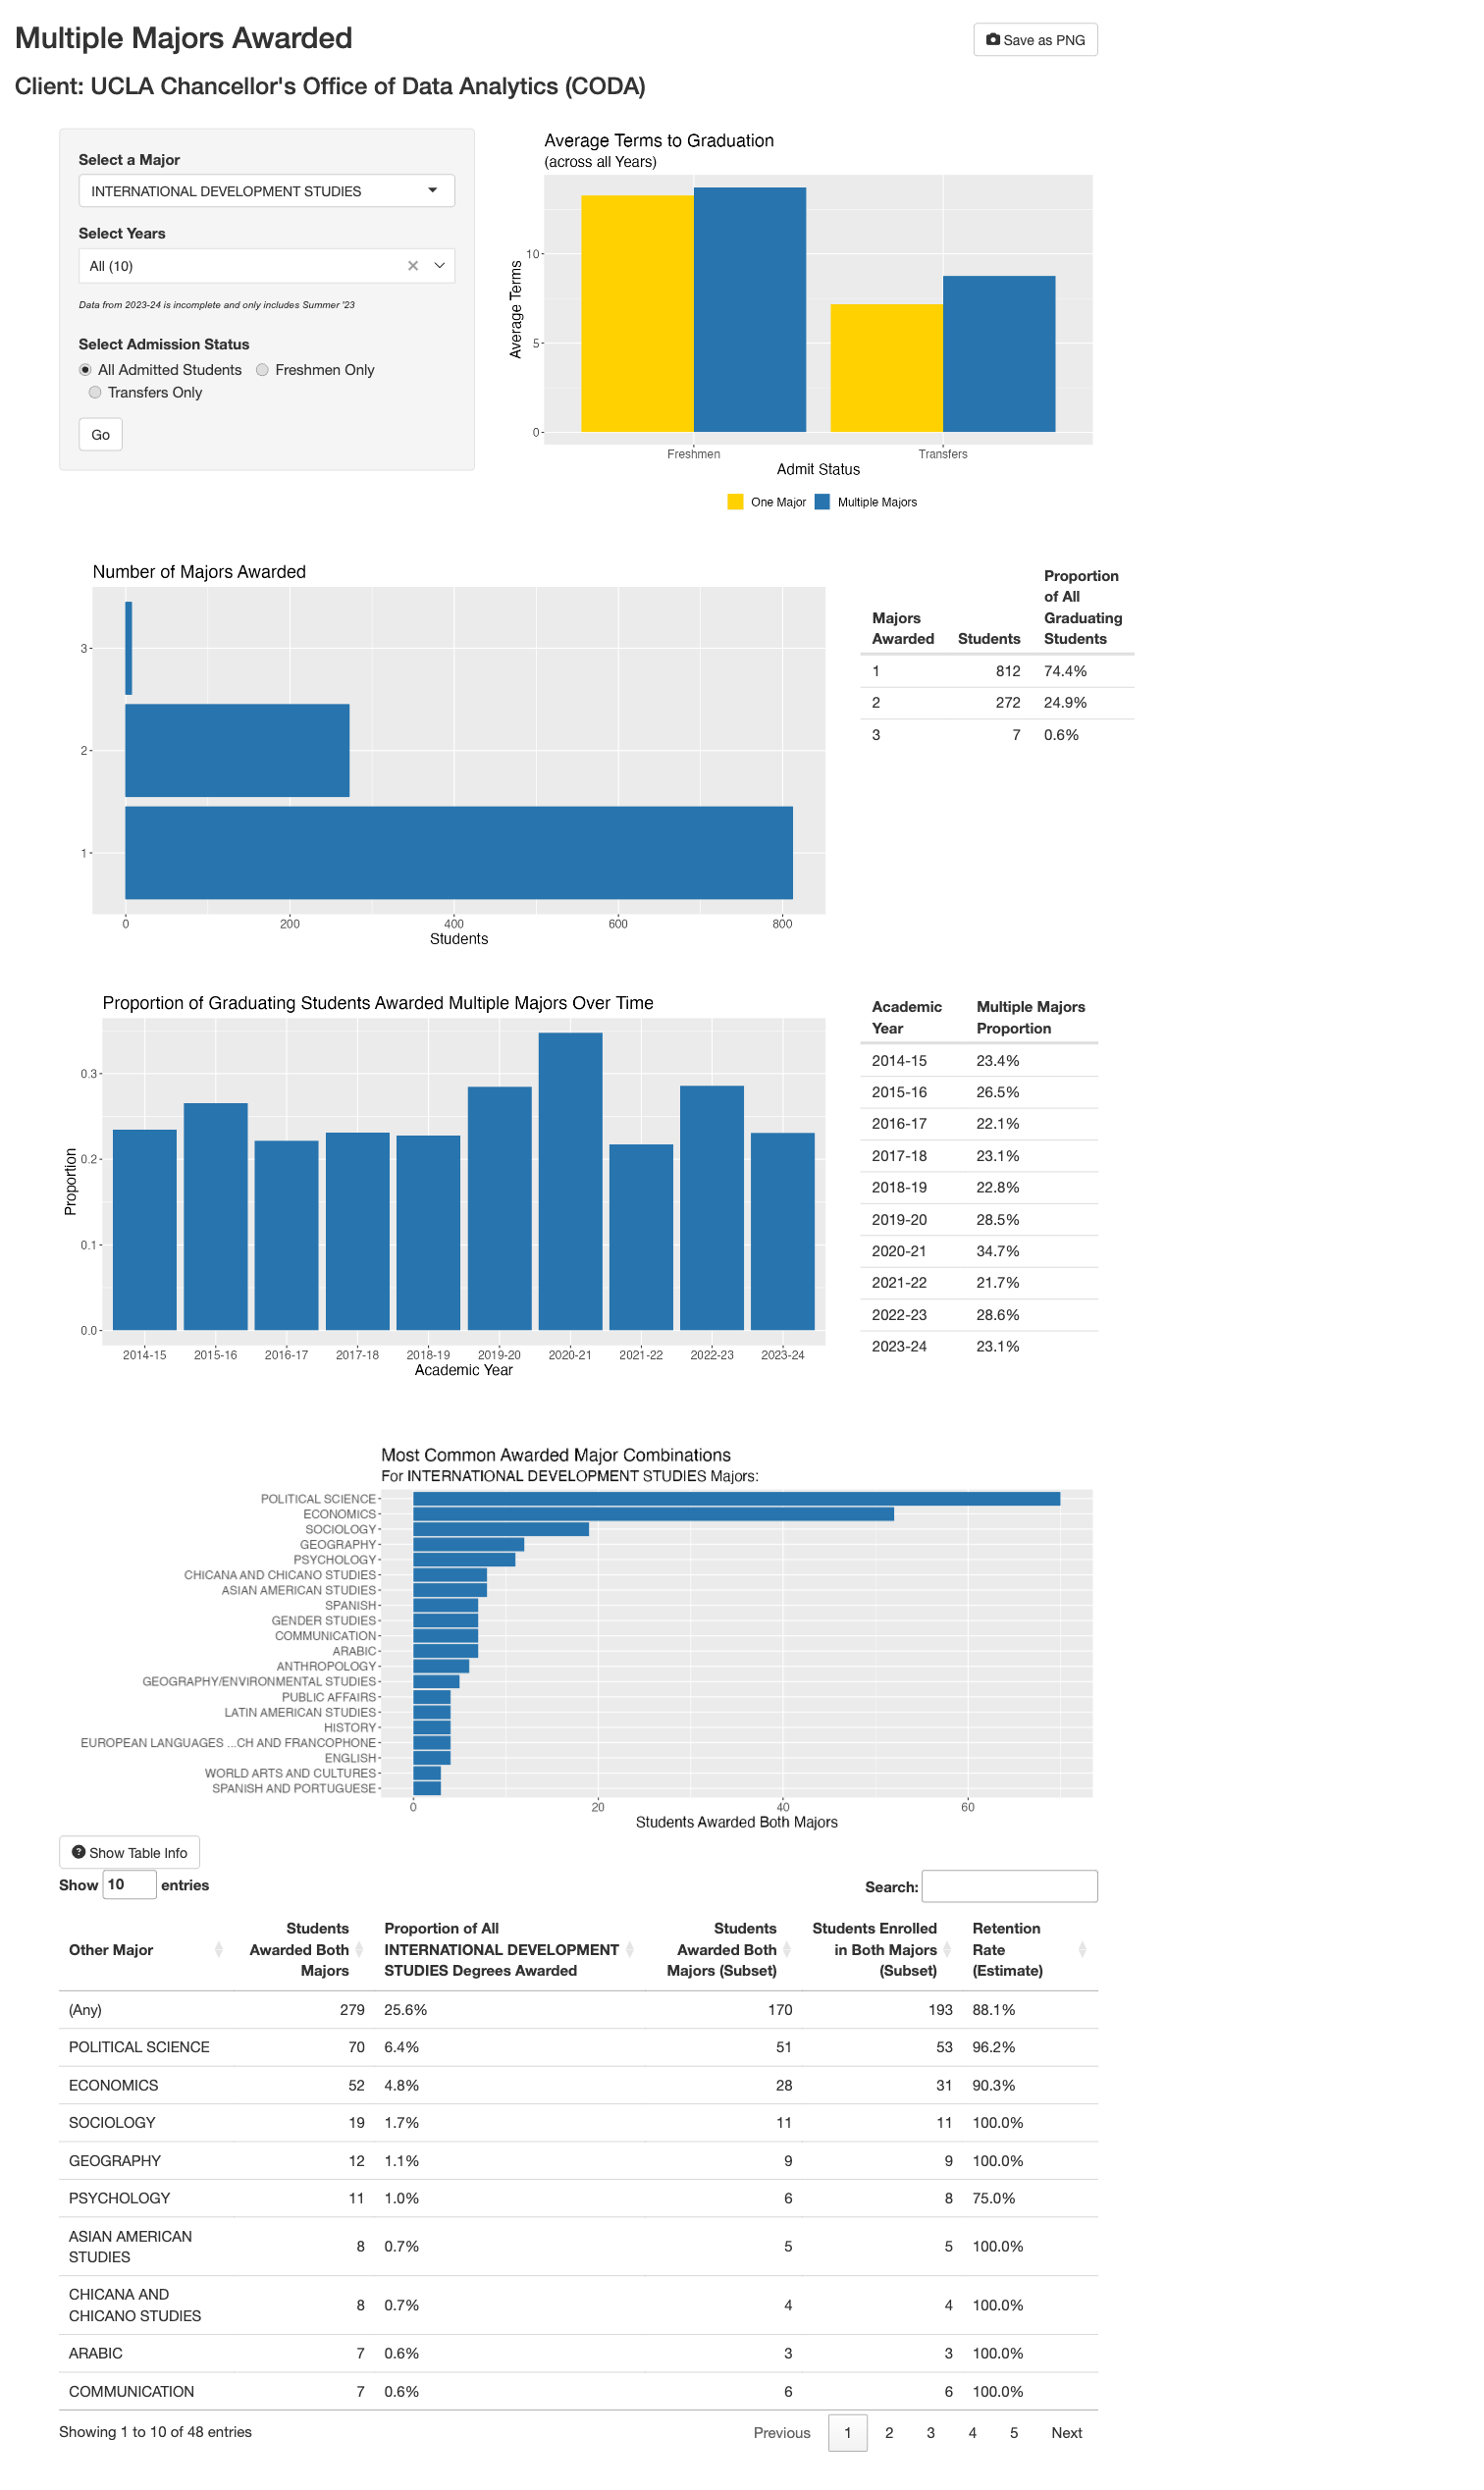 Multiple Majors Awarded
Save as PNG
Client: UCLA Chancellor's Office of Data Analytics (CODA)
Select a Major
INTERNATIONAL DEVELOPMENT STUDIES
Select Years
All (10)
Data from 2023-24 is incomplete and only includes Summer '23
Select Admission Status
All Admitted Students Freshmen Only
Transfers Only
Go
Average Terms to Graduation
(across all Years)
Average Terms
10
5
0
Freshmen Transfers
Admit Status
One Major Multiple Majors
Number of Majors Awarded
3
2
1
0 200 400 600 800
Students
Majors Awarded Students Proportion of All Graduating Students
1 812 74.4%
2 272 24.9%
3 7 0.6%
Proportion of Graduating Students Awarded Multiple Majors Over Time
Proportion
0.3
0.2
0.1
0.0
2014-15 2015-16 2016-17 2017-18 2018-19 2019-20 2020-21 2021-22 2022-23 2023-24
Academic Year
Academic Year Multiple Majors Proportion
2014-15 23.4%
2015-16 26.5%
2016-17 22.1%
2017-18 23.1%
2018-19 22.8%
2019-20 28.5%
2020-21 34.7%
2021-22 21.7%
2022-23 28.6%
2023-24 23.1%
Most Common Awarded Major Combinations
For INTERNATIONAL DEVELOPMENT STUDIES Majors:
POLITICAL SCIENCE
ECONOMICS
SOCIOLOGY
GEOGRAPHY
PSYCHOLOGY
CHICANA AND CHICANO STUDIES
ASIAN AMERICAN STUDIES
SPANISH
GENDER STUDIES
COMMUNICATION
ARABIC
ANTHROPOLOGY
GEOGRAPHY/ENVIRONMENTAL STUDIES
PUBLIC AFFAIRS
LATIN AMERICAN STUDIES
HISTORY
EUROPEAN LANGUAGES ...CH AND FRANCOPHONE
ENGLISH
WORLD ARTS AND CULTURES
SPANISH AND PORTUGUESE
0 20 40 60
Students Awarded Both Majors
Show Table Info
Show 10 entries
Search:
Other Major Students Awarded Both Majors Proportion of All INTERNATIONAL DEVELOPMENT STUDIES Degrees Awarded Students Awarded Both Majors (Subset) Students Enrolled in Both Majors (Subset) Retention Rate (Estimate)
(Any) 279 25.6% 170 193 88.1%
POLITICAL SCIENCE 70 6.4% 51 53 96.2%
ECONOMICS 52 4.8% 28 31 90.3%
SOCIOLOGY 19 1.7% 11 11 100.0%
GEOGRAPHY 12 1.1% 9 9 100.0%
PSYCHOLOGY 11 1.0% 6 8 75.0%
ASIAN AMERICAN STUDIES 8 0.7% 5 5 100.0%
CHICANA AND CHICANO STUDIES 8 0.7% 4 4 100.0%
ARABIC 7 0.6% 3 3 100.0%
COMMUNICATION 7 0.6% 6 6 100.0%
Showing 1 to 10 of 48 entries
Previous 1 2 3 4 5 Next